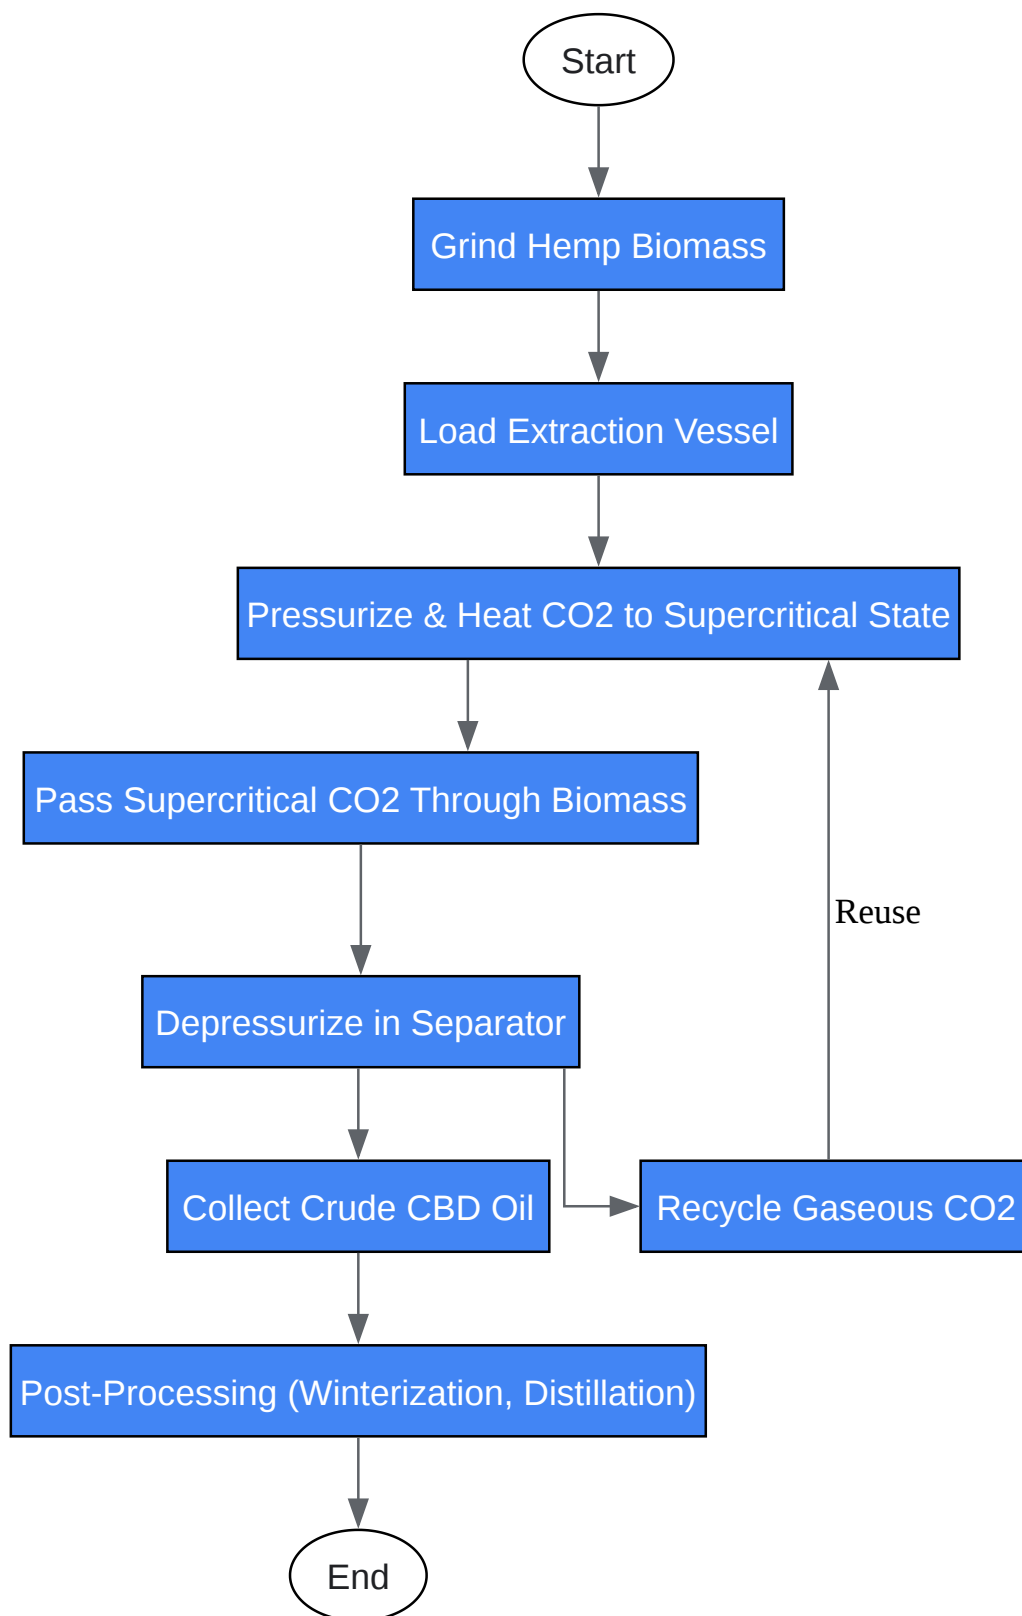 Start
Grind Hemp Biomass
Load Extraction Vessel
Pressurize & Heat CO2 to Supercritical State
Pass Supercritical CO2 Through Biomass
Reuse
Depressurize in Separator
Collect Crude CBD Oil
Recycle Gaseous CO2
Post-Processing (Winterization, Distillation)
End